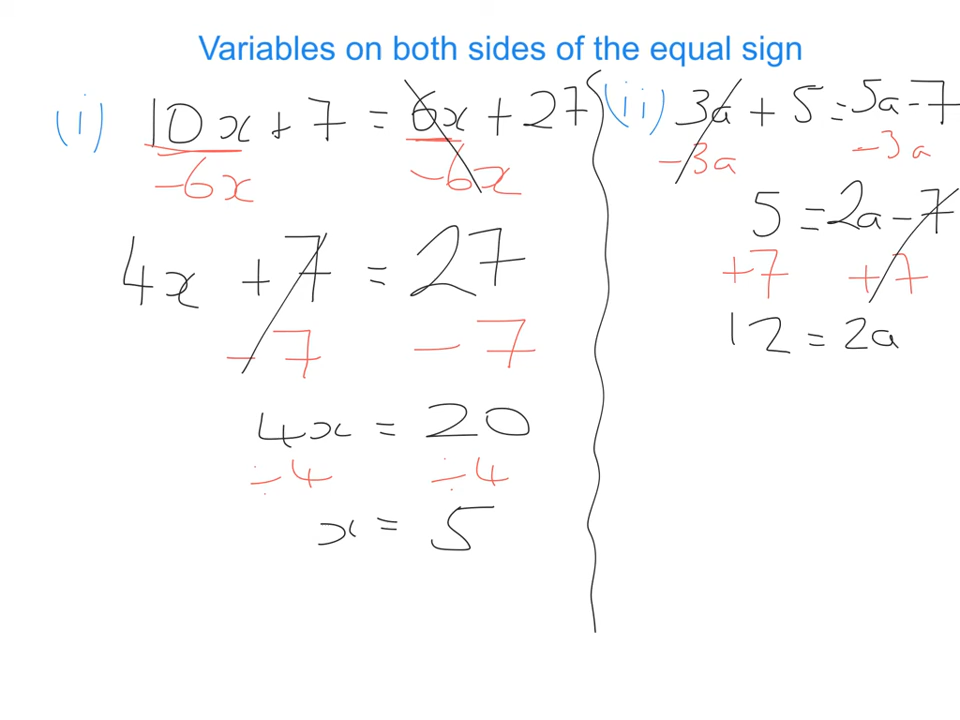 Variables on both sides of the equal sign
(i) 10x + 7 = 6x + 27
-6x -6x
4x + 7 = 27
- 7 - 7
4x = 20
÷4 ÷4
x = 5
(ii) 3a + 5 = 5a - 7
-3a -3a
5 = 2a - 7
+7 +7
12 = 2a